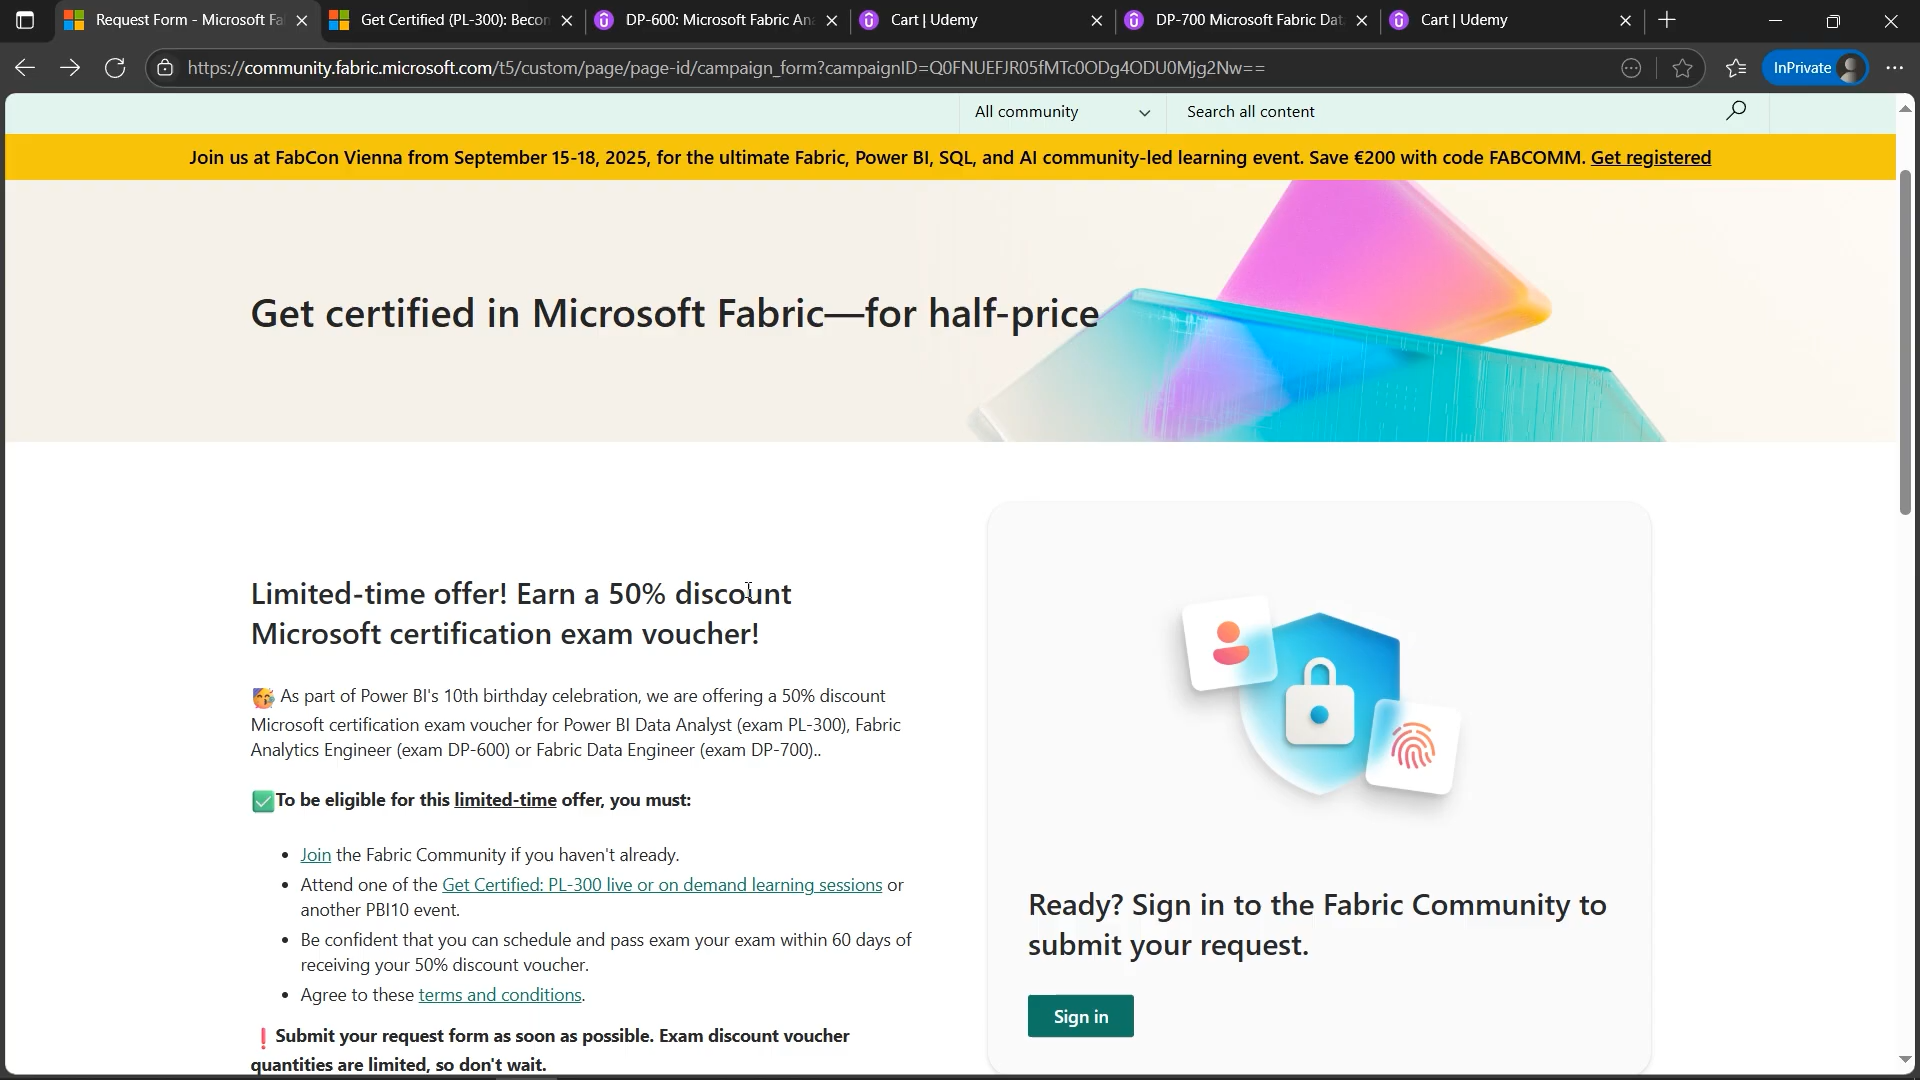 Request Form - Microsoft Fa
Get Certified (PL-300): Becom
DP-600: Microsoft Fabric An
Cart | Udemy
DP-700 Microsoft Fabric Dat
Cart | Udemy
https://community.fabric.microsoft.com/t5/custom/page/page-id/campaign_form?campaignID=Q0FNUEFJR05fMTc0ODg4ODU0Mjg2Nw==
InPrivate
All community
Search all content
Join us at FabCon Vienna from September 15-18, 2025, for the ultimate Fabric, Power BI, SQL, and AI community-led learning event. Save €200 with code FABCOMM. Get registered
Get certified in Microsoft Fabric—for half-price
Limited-time offer! Earn a 50% discount
Microsoft certification exam voucher!
🥳 As part of Power BI's 10th birthday celebration, we are offering a 50% discount
Microsoft certification exam voucher for Power BI Data Analyst (exam PL-300), Fabric
Analytics Engineer (exam DP-600) or Fabric Data Engineer (exam DP-700)..
✅To be eligible for this limited-time offer, you must:
• Join the Fabric Community if you haven't already.
• Attend one of the Get Certified: PL-300 live or on demand learning sessions or
another PBI10 event.
• Be confident that you can schedule and pass exam your exam within 60 days of
receiving your 50% discount voucher.
• Agree to these terms and conditions.
❗Submit your request form as soon as possible. Exam discount voucher
quantities are limited, so don't wait.
Ready? Sign in to the Fabric Community to
submit your request.
Sign in